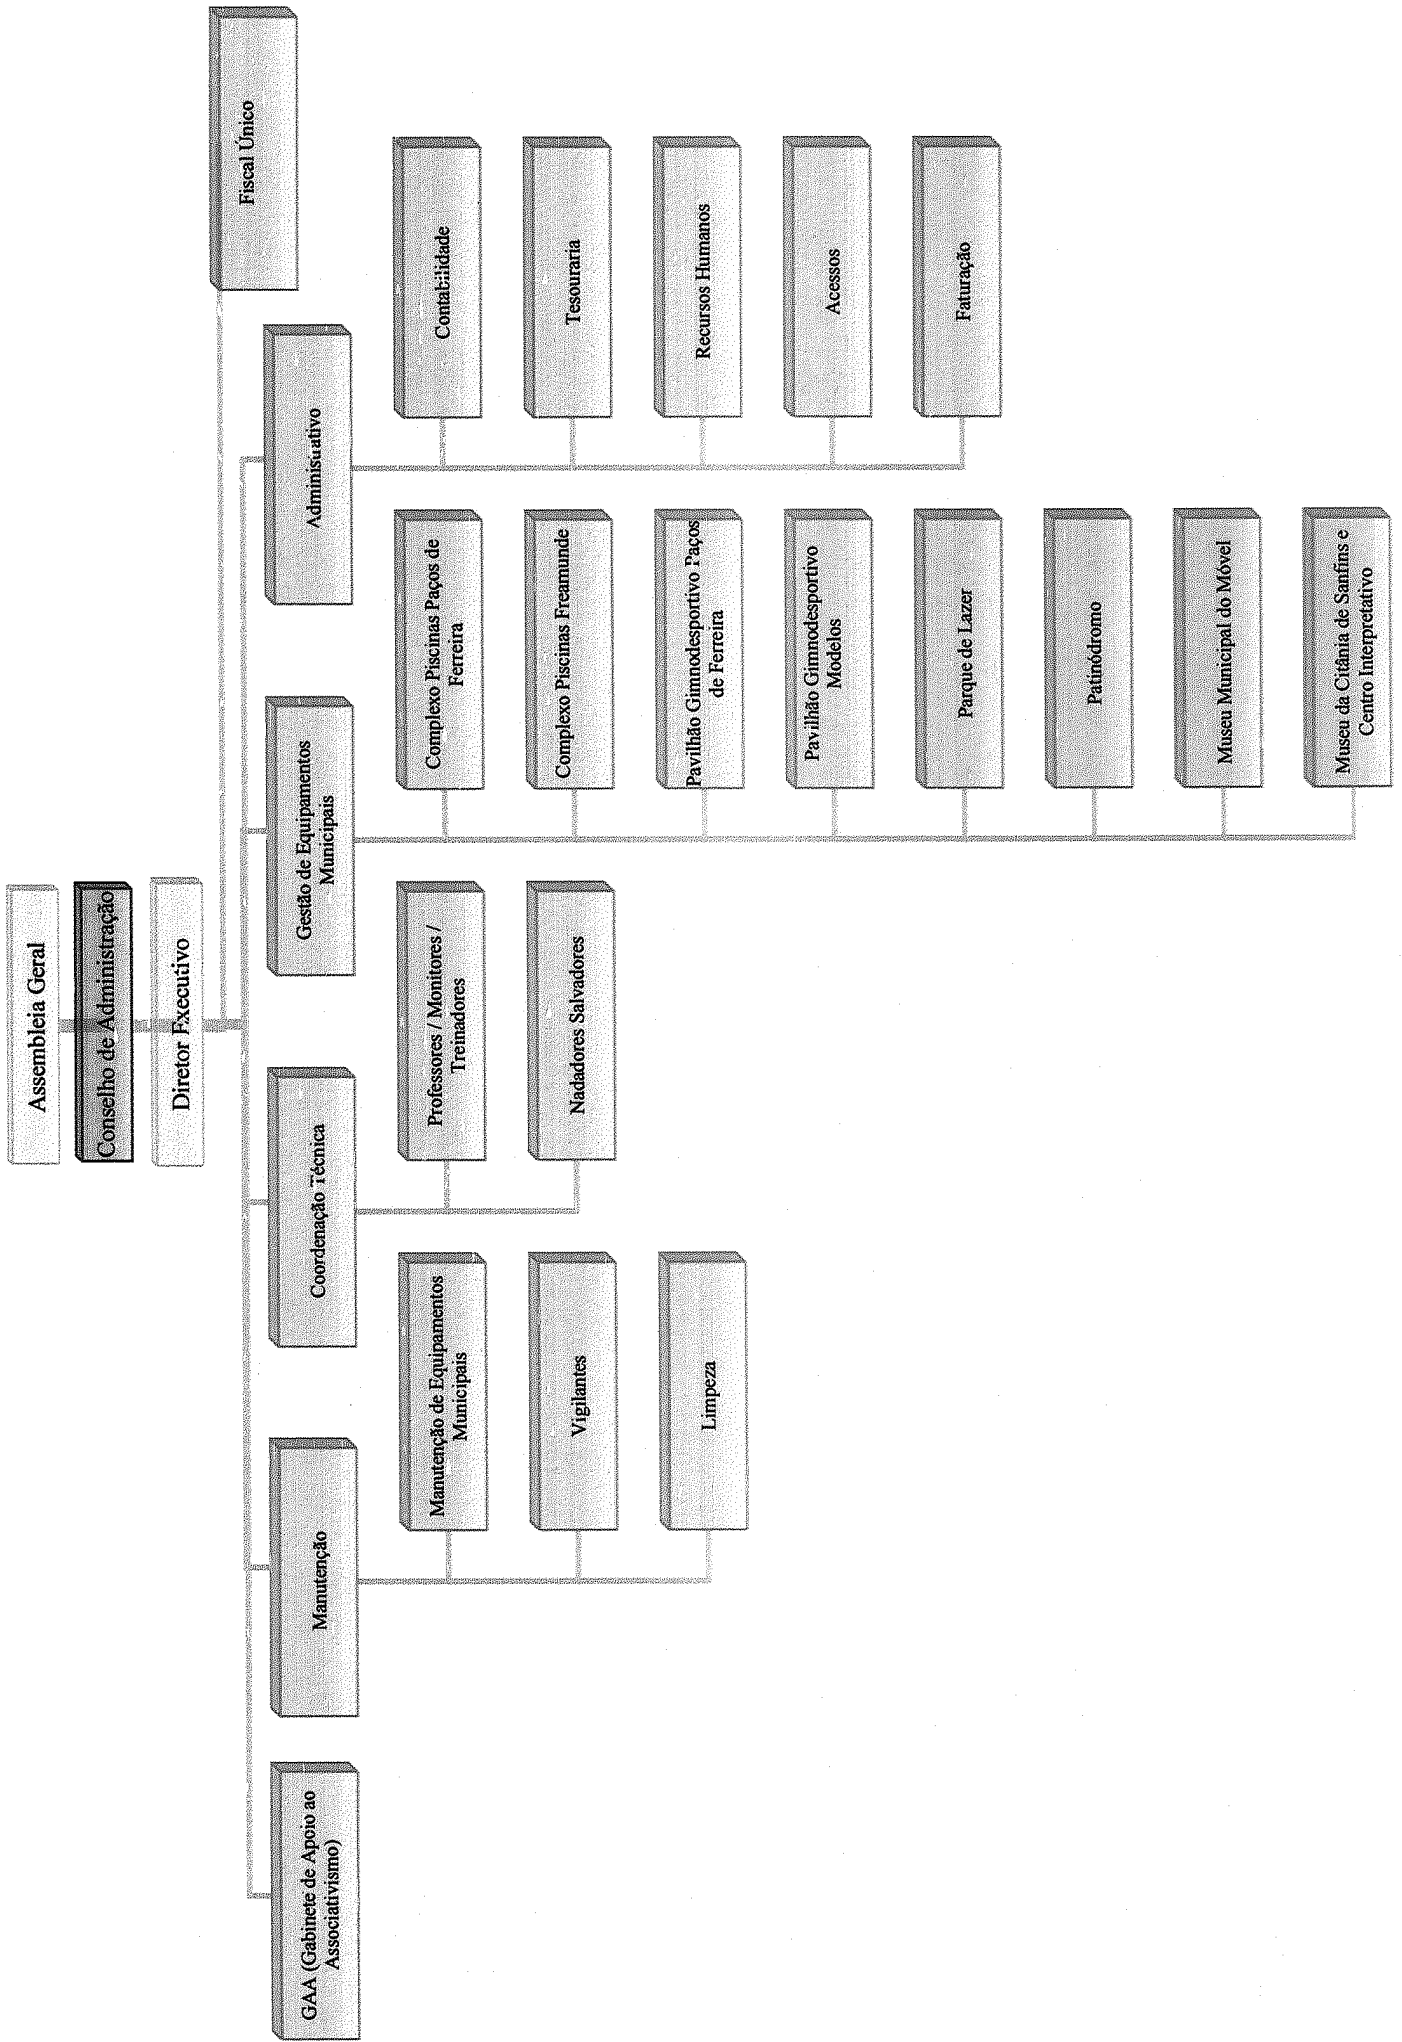 Assembleia Geral
Conselho de Administração
Diretor Executivo
Fiscal Único
GAA (Gabinete de Apoio ao
Associativismo)
Manutenção
Coordenação Técnica
Gestão de Equipamentos
Municipais
Administrativo
Manutenção de Equipamentos
Municipais
Vigilantes
Limpeza
Professores / Monitores /
Treinadores
Nadadores Salvadores
Complexo Piscinas Paços de
Ferreira
Complexo Piscinas Freamunde
Pavilhão Gimnodesportivo Paços
de Ferreira
Pavilhão Gimnodesportivo
Modelos
Parque de Lazer
Patinódromo
Museu Municipal do Móvel
Museu da Citânia de Sanfins e
Centro Interpretativo
Contabilidade
Tesouraria
Recursos Humanos
Acessos
Faturação